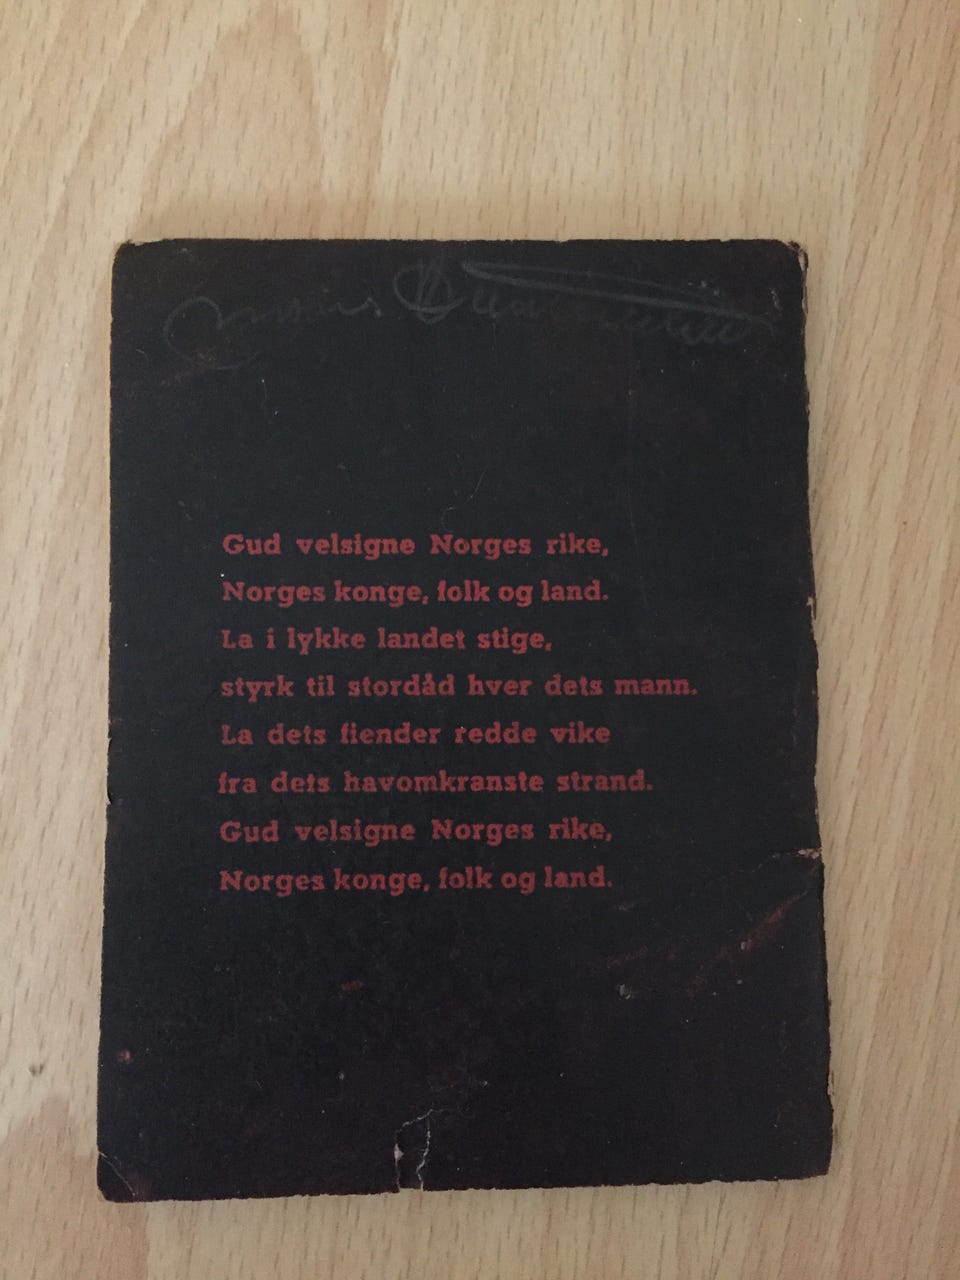 Gud velsigne Norges rike,
Norges konge, folk og land.
La i lykke landet stige,
styrk til stordåd hver dets mann.
La dets fiender redde vike
fra dets havomkranste strand.
Gud velsigne Norges rike,
Norges konge, folk og land.